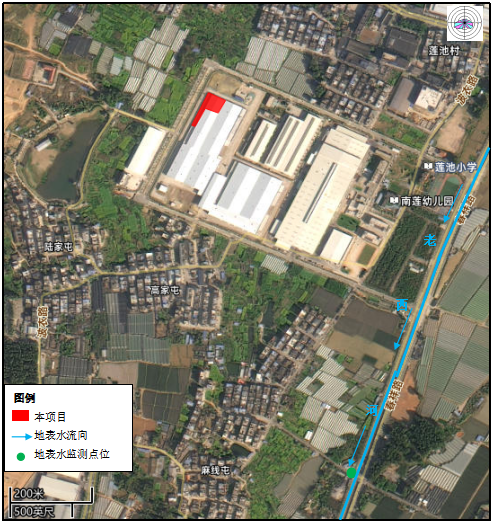 莲池村
莲池小学
南莲幼儿园
老
陆家屯
高家屯
麻线屯
图例
本项目
地表水流向
地表水监测点位
200米
500英尺